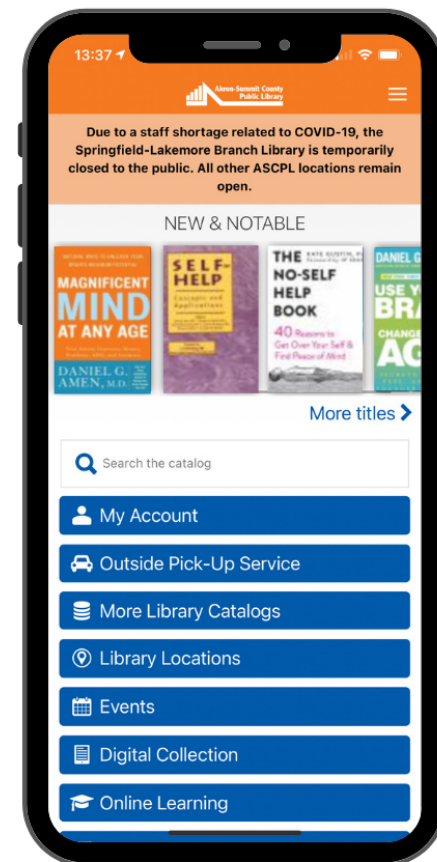 13:37
Akron-Summit County
Public Library
Due to a staff shortage related to COVID-19, the
Springfield-Lakemore Branch Library is temporarily
closed to the public. All other ASCPL locations remain
open.
NEW & NOTABLE
MAGNIFICENT
MIND
AT ANY AGE
DANIEL G.
AMEN, M.D.
SELF-
HELP
Concepts and
Applications
THE
NO-SELF
HELP
BOOK
KATE GUSTIN,
40 Reasons to
Get Over Your Self &
Find Peace of Mind
DANIEL G
USE Y
BRA
CHANGE
AG
More titles
Search the catalog
My Account
Outside Pick-Up Service
More Library Catalogs
Library Locations
Events
Digital Collection
Online Learning